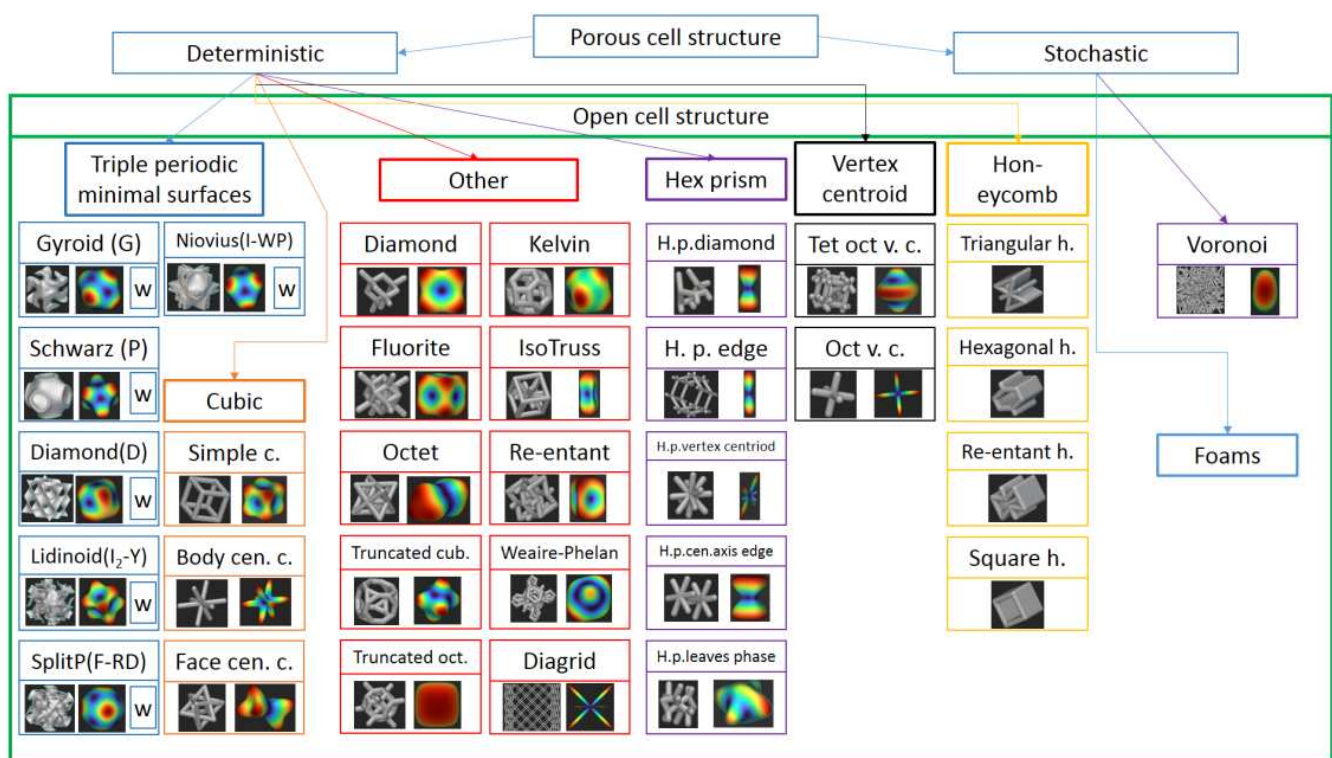 Porous cell structure
Deterministic
Stochastic
Open cell structure
Triple periodic
minimal surfaces
Other
Hex prism
Vertex
centroid
Hon-
eycomb
Gyroid (G)
W
Niovius(I-WP)
W
Schwarz (P)
W
Diamond(D)
W
Lidinoid(I₂-Y)
W
SplitP(F-RD)
W
Cubic
Simple c.
Body cen. c.
Face cen. c.
Diamond
Kelvin
Fluorite
IsoTruss
Octet
Re-entant
Truncated cub.
Weaire-Phelan
Truncated oct.
Diagrid
H.p.diamond
H. p. edge
H.p.vertex centriod
H.p.cen.axis edge
H.p.leaves phase
Tet oct v. c.
Oct v. c.
Triangular h.
Hexagonal h.
Re-entant h.
Square h.
Voronoi
Foams